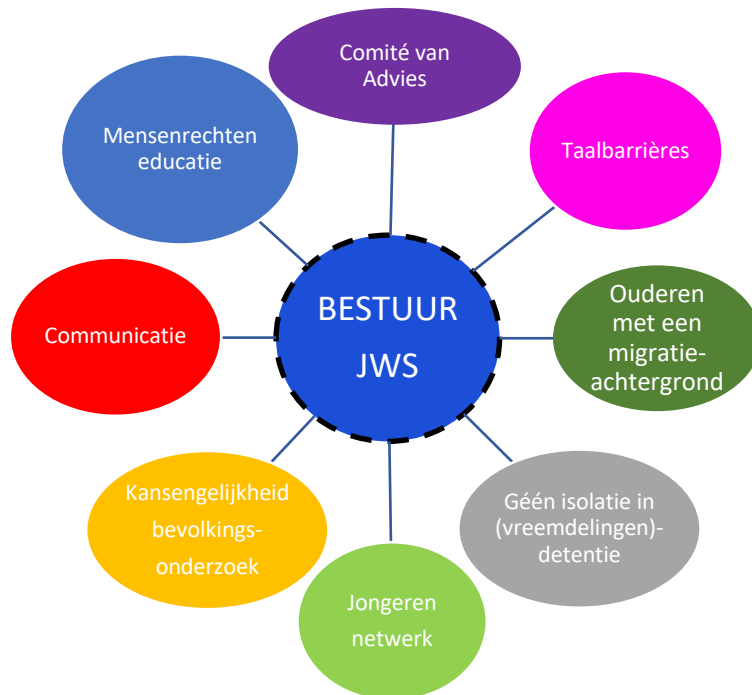 Comité van
Advies
Mensenrechten
educatie
Taalbarrières
BESTUUR
JWS
Communicatie
Ouderen
met een
migratie-
achtergrond
Kansengelijkheid
bevolkings-
onderzoek
Géén isolatie in
(vreemdelingen)-
detentie
Jongeren
netwerk